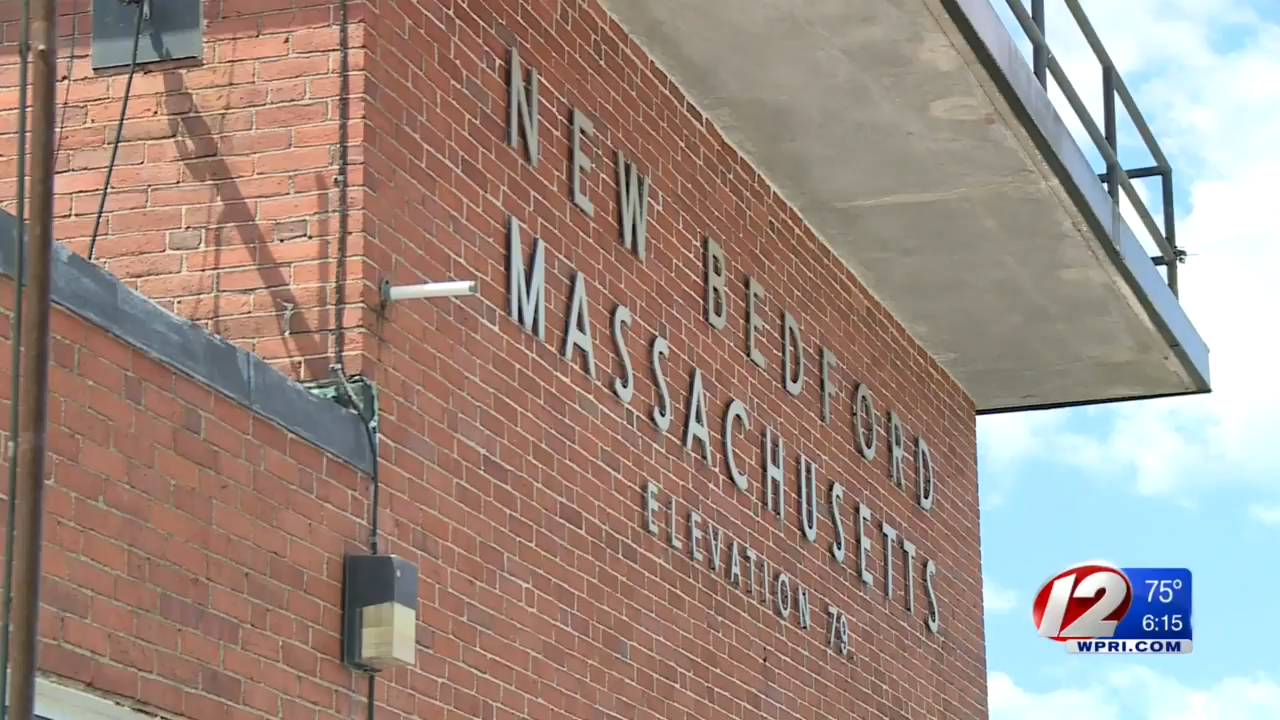 NEW BEDFORD
MASSACHUSETTS
ELEVATION 79
12
75°
6:15
WPRI.COM